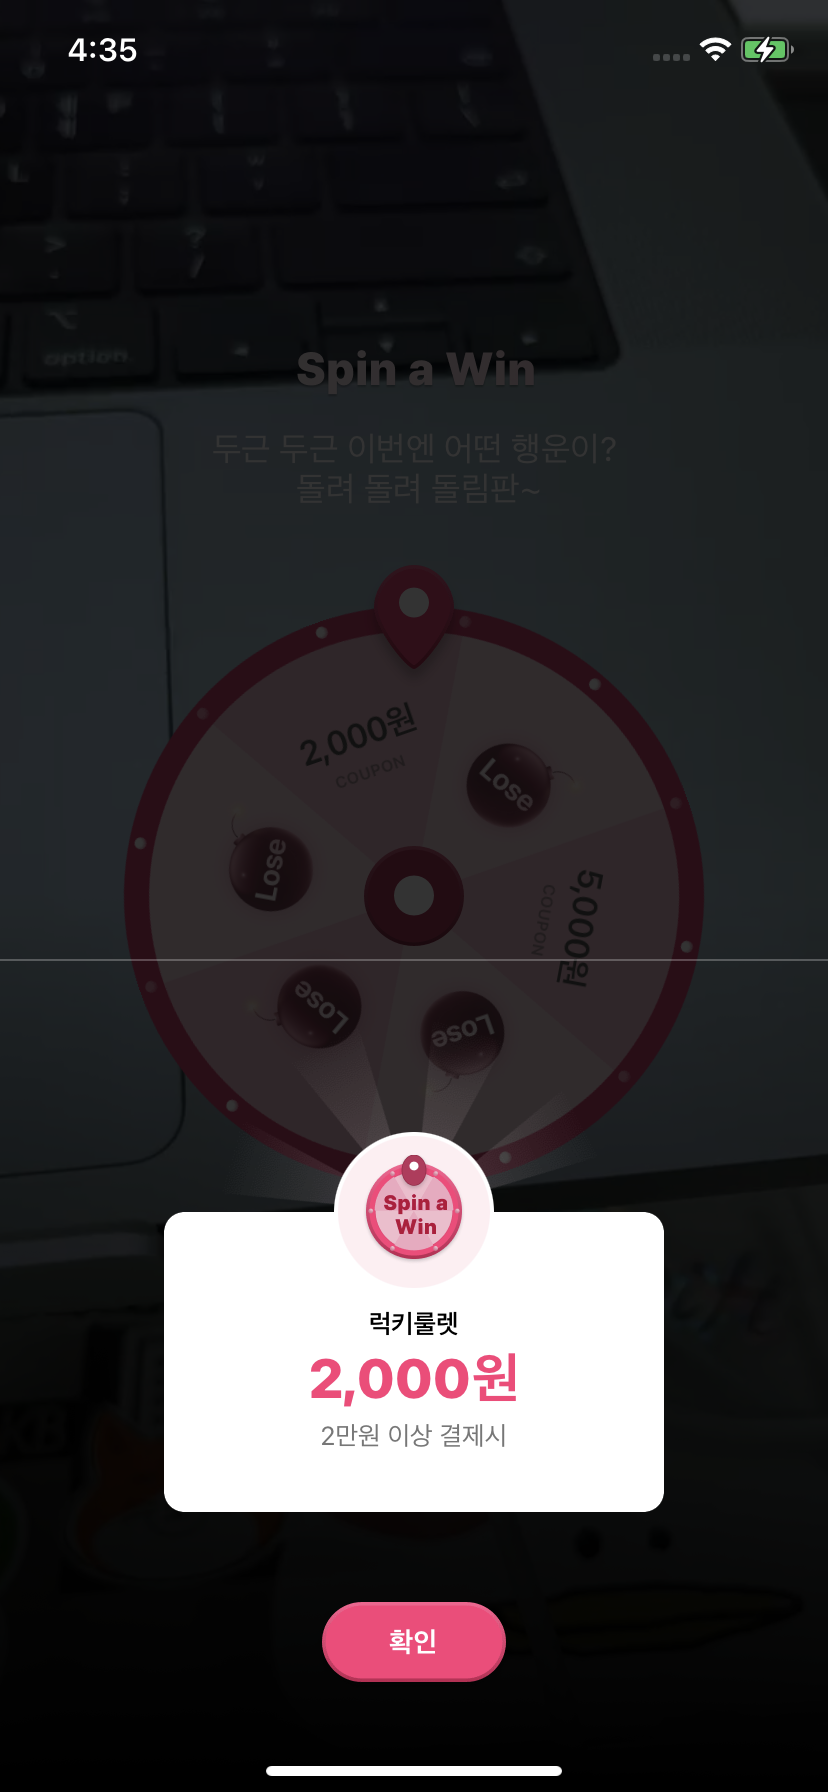 4:35
>
.
?
/
option
Spin a Win
두근 두근 이번엔 어떤 행운이?
돌려 돌려 돌림판~
2,000원
COUPON
Lose
Lose
5,000원
COUPON
Lose
Lose
Spin a
Win
럭키룰렛
2,000원
2만원 이상 결제시
확인